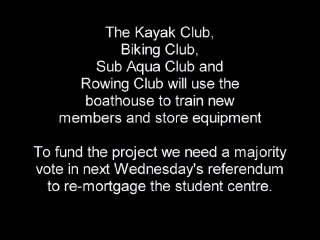 The Kayak Club,
Biking Club,
Sub Aqua Club and
Rowing Club will use the
boathouse to train new
members and store equipment
To fund the project we need a majority
vote in next Wednesday's referendum
to re-mortgage the student centre.